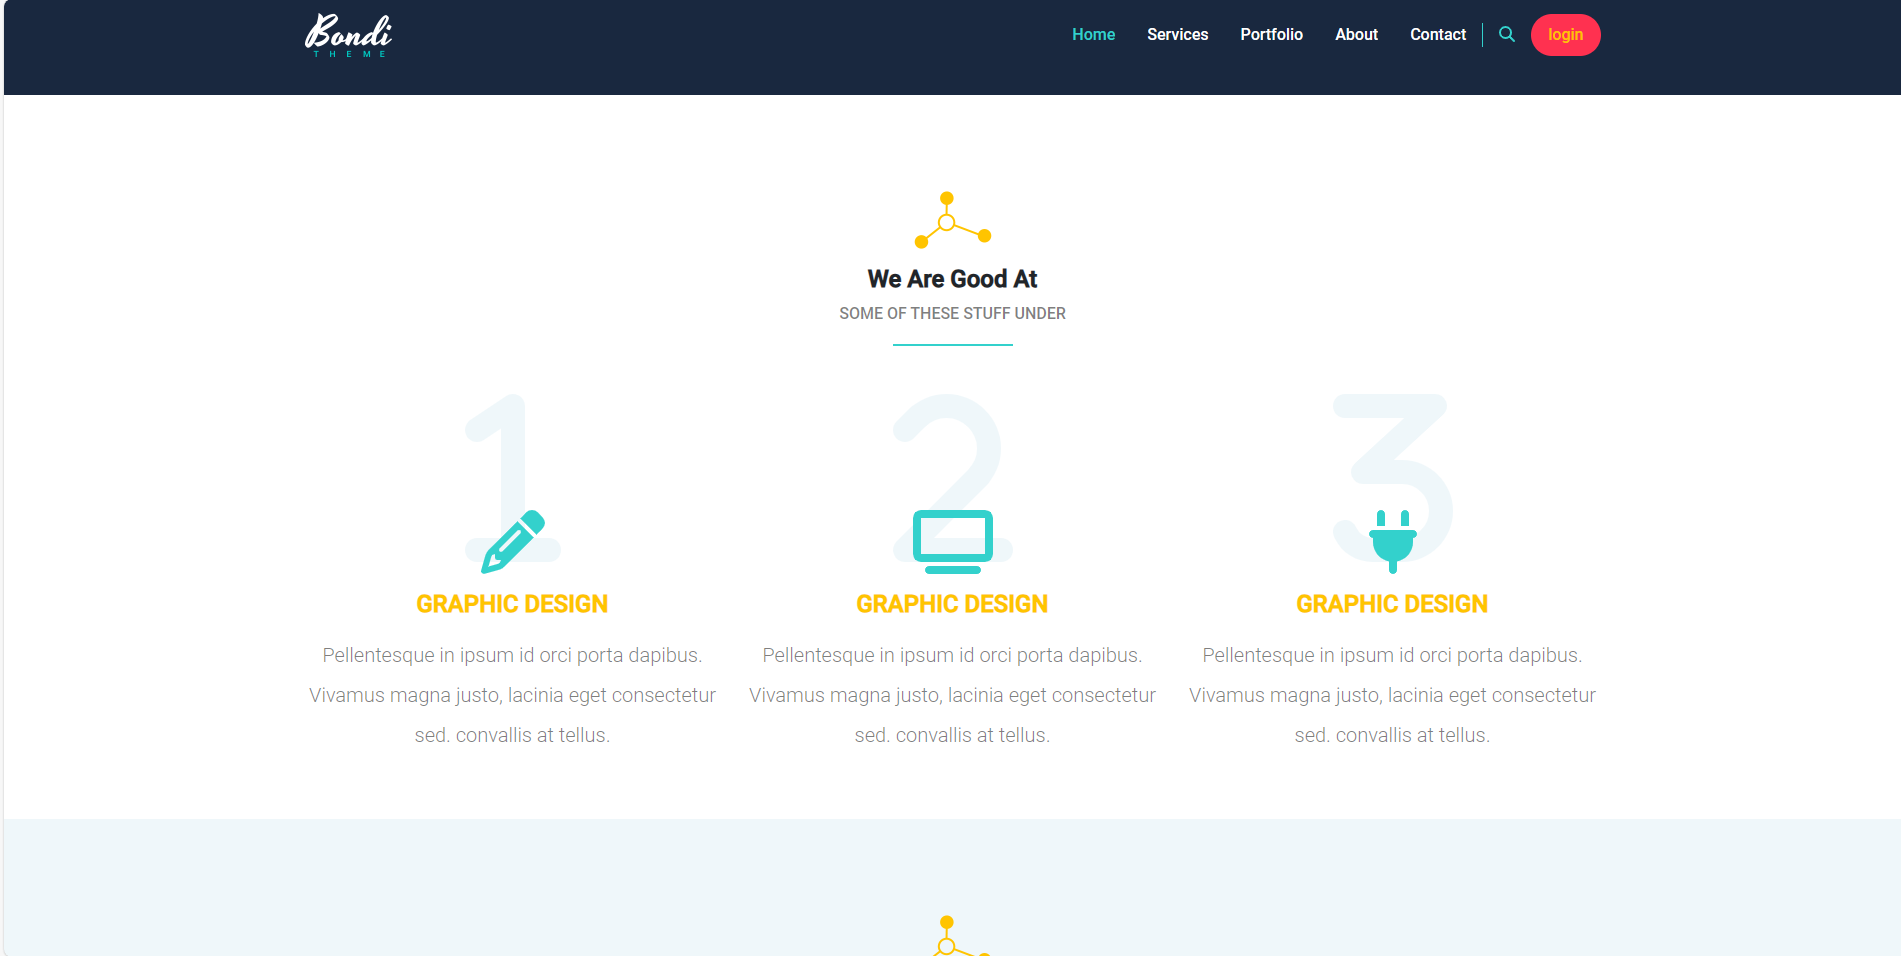 Bondi
THEME
Home Services Portfolio About Contact login
We Are Good At
SOME OF THESE STUFF UNDER
1
2
3
GRAPHIC DESIGN
Pellentesque in ipsum id orci porta dapibus.
Vivamus magna justo, lacinia eget consectetur
sed. convallis at tellus.
GRAPHIC DESIGN
Pellentesque in ipsum id orci porta dapibus.
Vivamus magna justo, lacinia eget consectetur
sed. convallis at tellus.
GRAPHIC DESIGN
Pellentesque in ipsum id orci porta dapibus.
Vivamus magna justo, lacinia eget consectetur
sed. convallis at tellus.